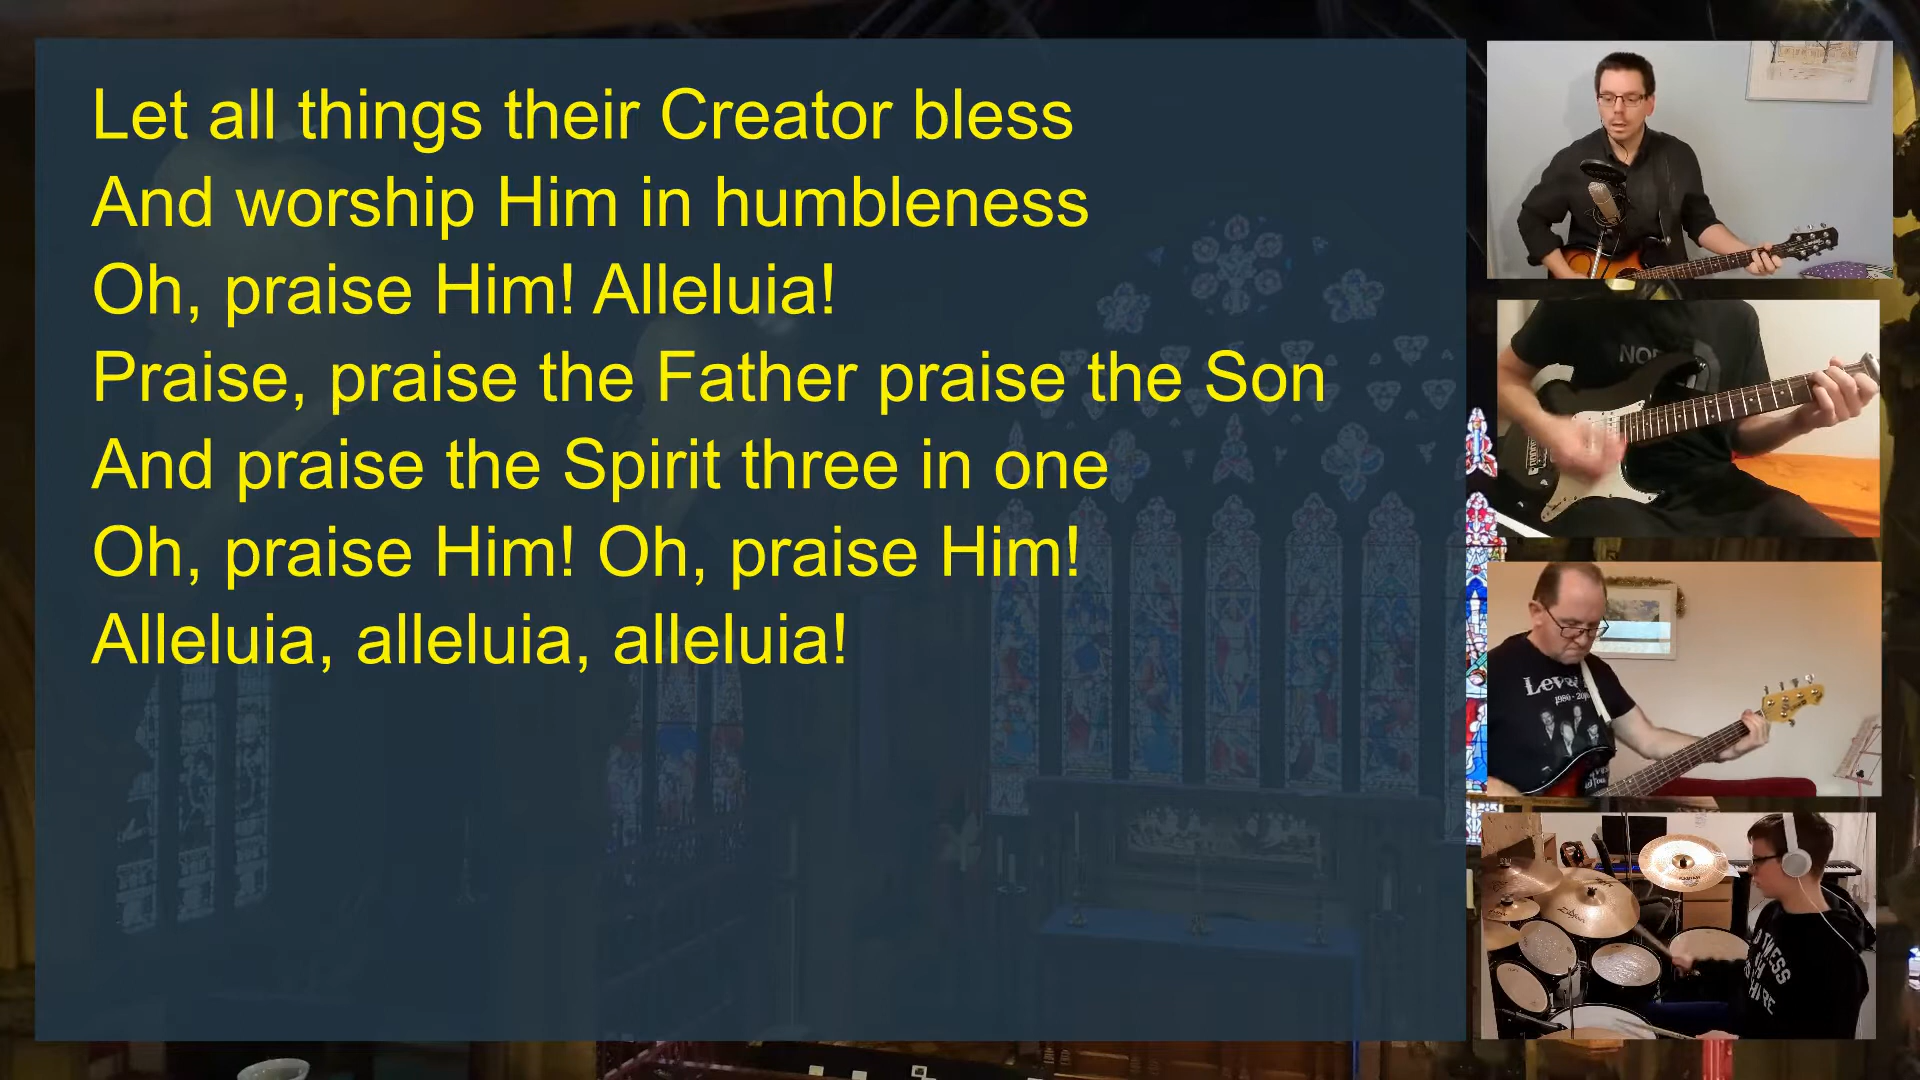 Let all things their Creator bless
And worship Him in humbleness
Oh, praise Him! Alleluia!
Praise, praise the Father praise the Son
And praise the Spirit three in one
Oh, praise Him! Oh, praise Him!
Alleluia, alleluia, alleluia!